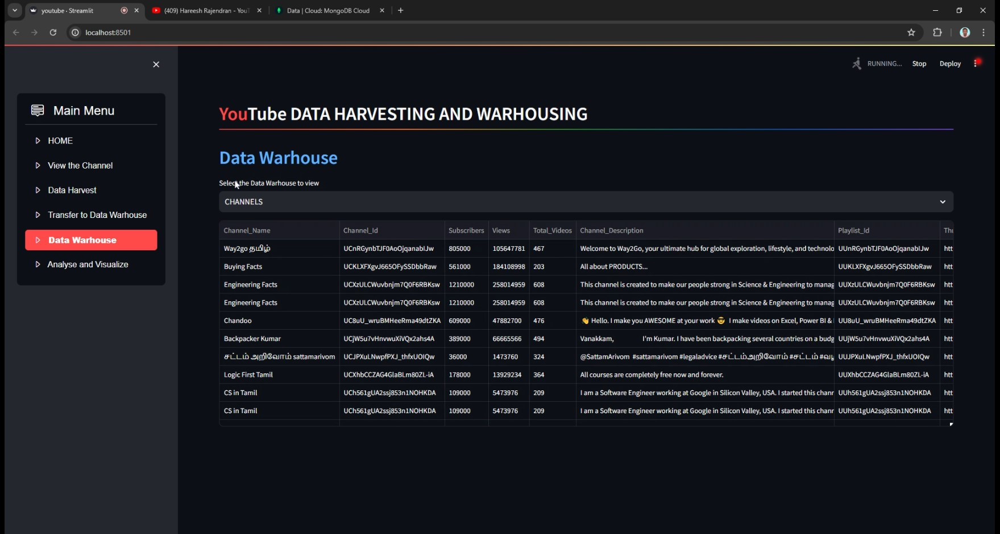 youtube · Streamlit
(409) Hareesh Rajendran - YouT
Data | Cloud: MongoDB Cloud
localhost:8501
RUNNING...
Stop
Deploy
Main Menu
HOME
View the Channel
Data Harvest
Transfer to Data Warhouse
Data Warhouse
Analyse and Visualize
YouTube DATA HARVESTING AND WARHOUSING
Data Warhouse
Select the Data Warhouse to view
CHANNELS
Channel_Name Channel_Id Subscribers Views Total_Videos Channel_Description Playlist_Id Thu
Way2go தமிழ் UCnRGynbTJF0AoOjqanablJw 805000 105647781 467 Welcome to Way2Go, your ultimate hub for global exploration, lifestyle, and technolo UUnRGynbTJF0AoOjqanablJw htt
Buying Facts UCKLXFXgvJ665OFySSDbbRaw 561000 184108998 203 All about PRODUCTS... UUKLXFXgvJ665OFySSDbbRaw htt
Engineering Facts UCXzULCWuvbnjm7Q0F6RBKsw 1210000 258014959 608 This channel is created to make our people strong in Science & Engineering to manag UUXzULCWuvbnjm7Q0F6RBKsw htt
Engineering Facts UCXzULCWuvbnjm7Q0F6RBKsw 1210000 258014959 608 This channel is created to make our people strong in Science & Engineering to manag UUXzULCWuvbnjm7Q0F6RBKsw htt
Chandoo UC8uU_wruBMHeeRma49dtZKA 609000 47882700 476 👋 Hello. I make you AWESOME at your work 😎 I make videos on Excel, Power BI & UU8uU_wruBMHeeRma49dtZKA htt
Backpacker Kumar UCjW5u7vHnvwuXiVQx2ahs4A 389000 66665566 494 Vanakkam, I'm Kumar. I have been backpacking several countries on a budg UUjW5u7vHnvwuXiVQx2ahs4A htt
சட்டம் அறிவோம் sattamarivom UCJPXuLNwpfPXJ_thfxUOIQw 36000 1473760 324 @SattamArivom #sattamarivom #legaladvice #சட்டம்அறிவோம் #சட்டம் #வழ UUJPXuLNwpfPXJ_thfxUOIQw htt
Logic First Tamil UCXhbCCZAG4GlaBLm80ZL-iA 178000 13929234 364 All courses are completely free now and forever. UUXhbCCZAG4GlaBLm80ZL-iA htt
CS in Tamil UCh561gUA2ssj853n1NOHKDA 109000 5473976 209 I am a Software Engineer working at Google in Silicon Valley, USA. I started this chanr UUh561gUA2ssj853n1NOHKDA htt
CS in Tamil UCh561gUA2ssj853n1NOHKDA 109000 5473976 209 I am a Software Engineer working at Google in Silicon Valley, USA. I started this chanr UUh561gUA2ssj853n1NOHKDA htt